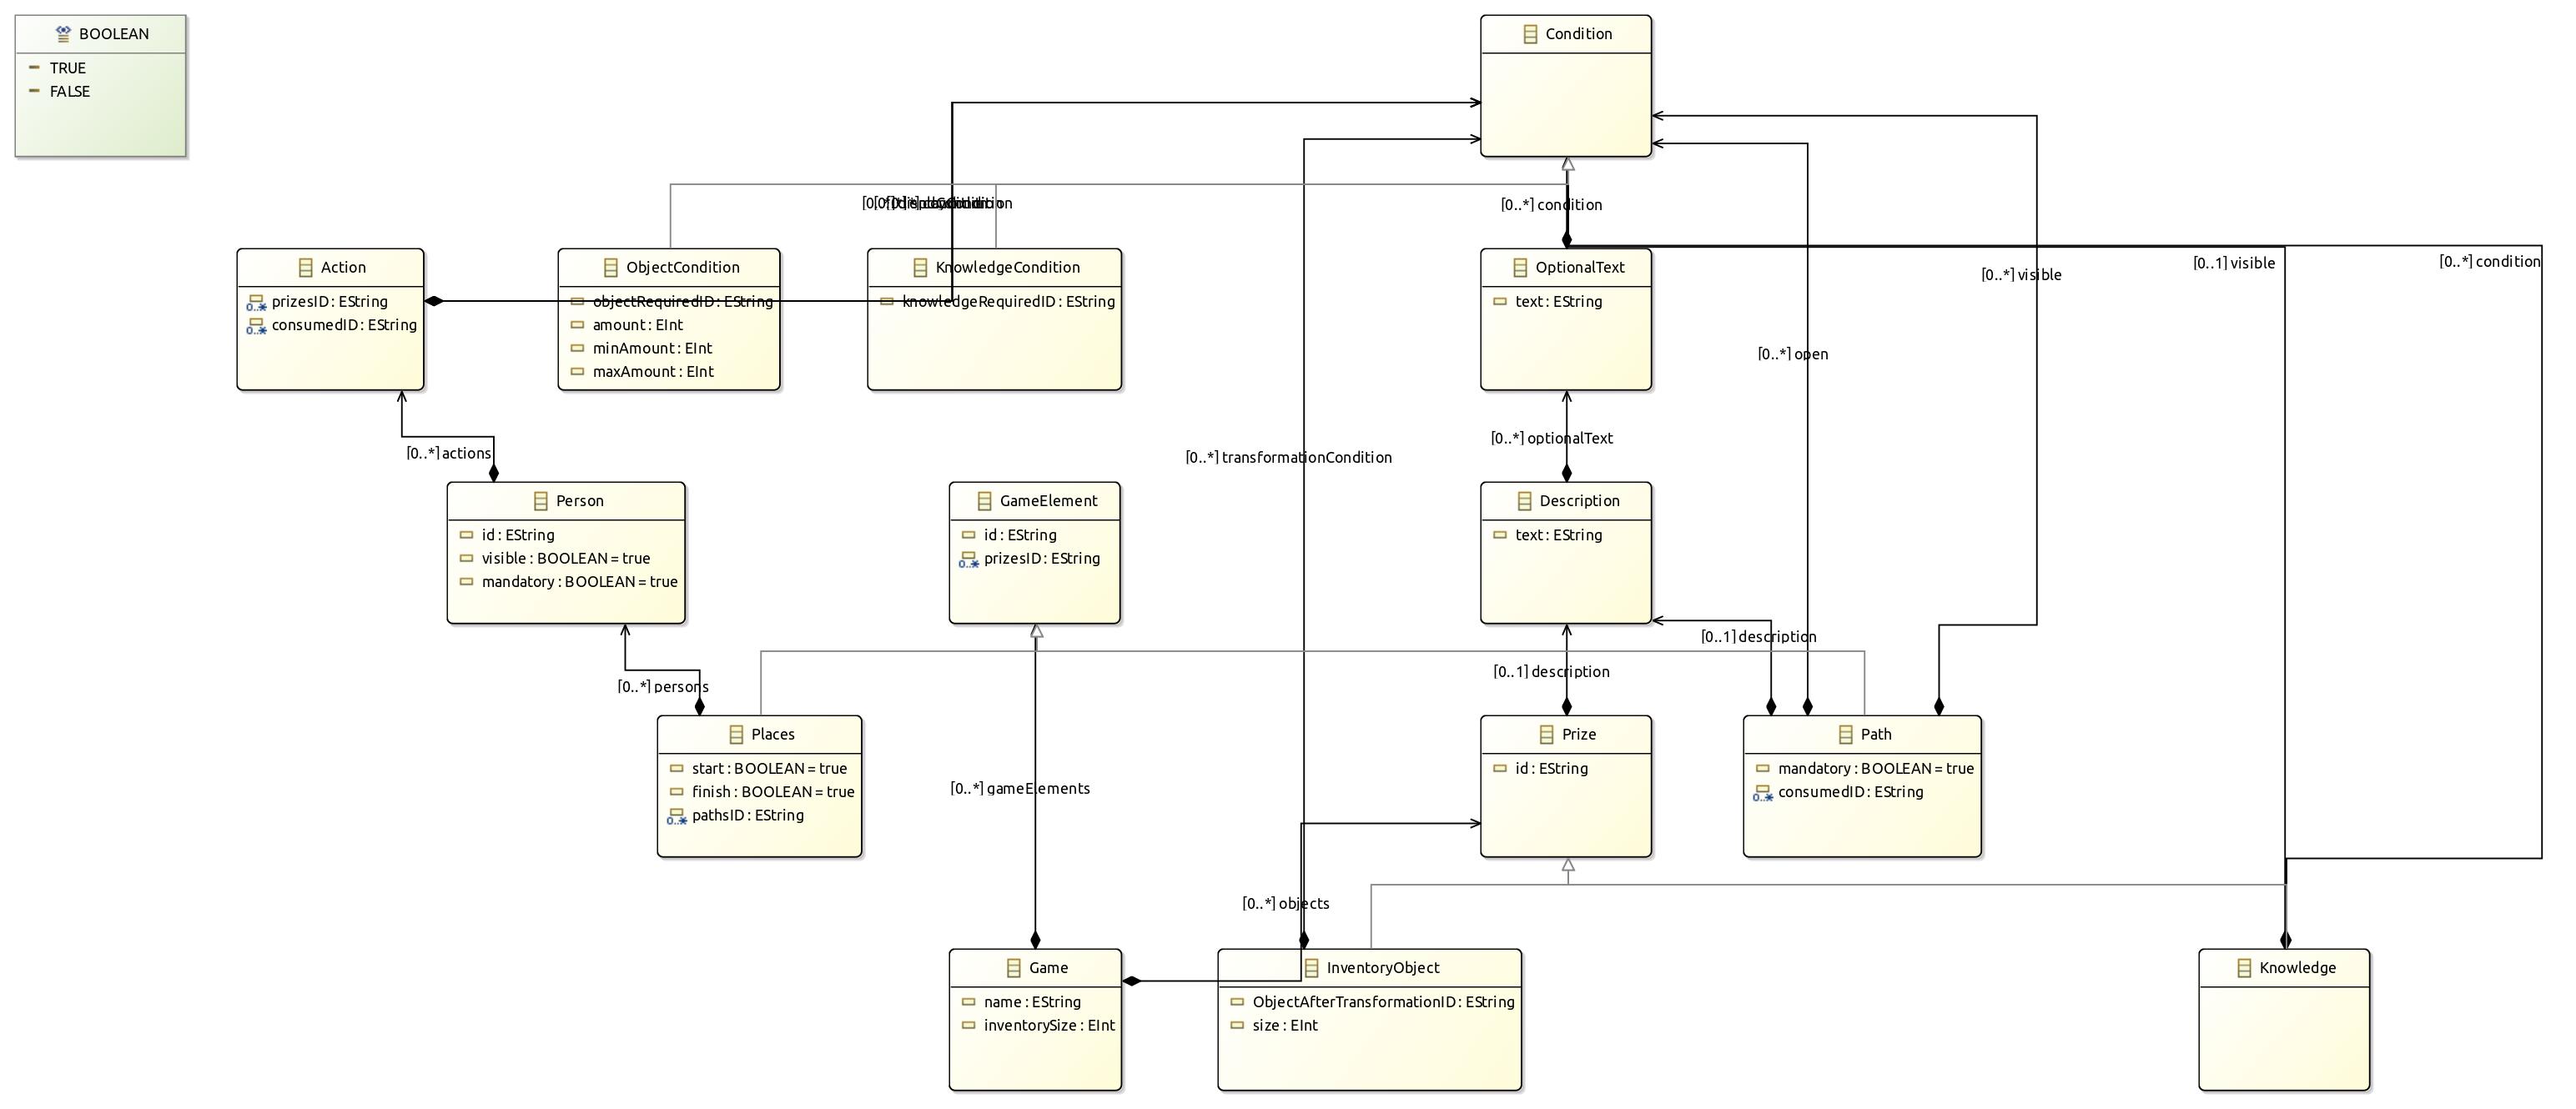 BOOLEAN
TRUE
FALSE
Condition
[0..*] condition
Action
prizesID : EString
0..*
consumedID : EString
0..*
ObjectCondition
objectRequiredID : EString
amount : EInt
minAmount : EInt
maxAmount : EInt
KnowledgeCondition
knowledgeRequiredID : EString
OptionalText
text : EString
[0..*] visible
[0..1] visible
[0..*] condition
[0..*] open
[0..*] actions
[0..*] optionalText
[0..*] transformationCondition
Person
id : EString
visible : BOOLEAN = true
mandatory : BOOLEAN = true
GameElement
id : EString
prizesID : EString
0..*
Description
text : EString
[0..1] description
[0..1] description
[0..*] persons
Places
start : BOOLEAN = true
finish : BOOLEAN = true
pathsID : EString
0..*
[0..*] gameElements
Prize
id : EString
Path
mandatory : BOOLEAN = true
consumedID : EString
0..*
[0..*] objects
Game
name : EString
inventorySize : EInt
InventoryObject
ObjectAfterTransformationID : EString
size : EInt
Knowledge